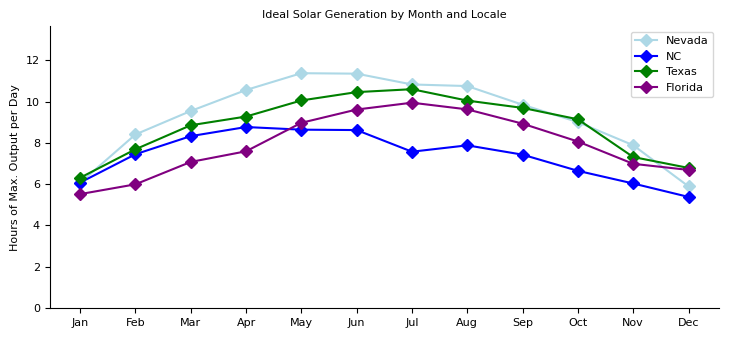 Ideal Solar Generation by Month and Locale
Hours of Max. Output per Day
12
10
8
6
4
2
0
Jan Feb Mar Apr May Jun Jul Aug Sep Oct Nov Dec
Nevada
NC
Texas
Florida